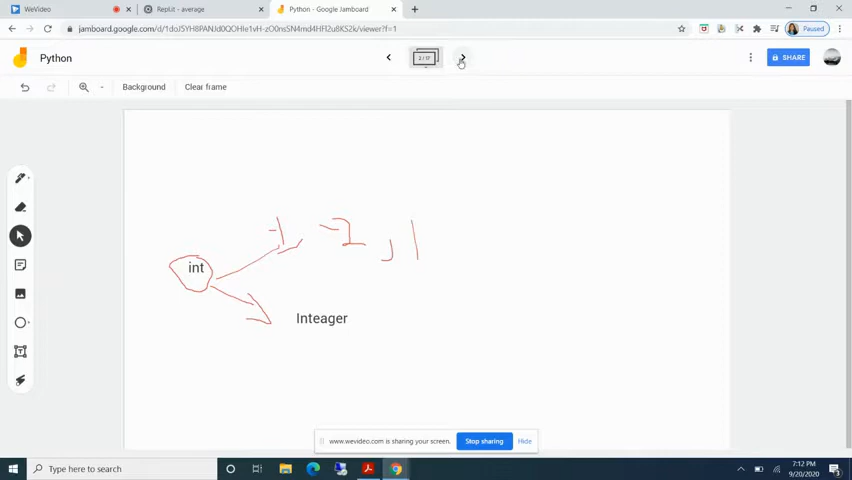 WeVideo
Replit - average
Python - Google Jamboard
jamboard.google.com/d/1doJ5YH8PANJd0QOHle1vH-zO0nsSN4md4HFl2u8KSZk/viewer?f=1
Paused
Python
2 / 17
SHARE
Background
Clear frame
-1, -2, 1
int
Inteager
www.wevideo.com is sharing your screen.
Stop sharing
Hide
Type here to search
7:12 PM
9/20/2020